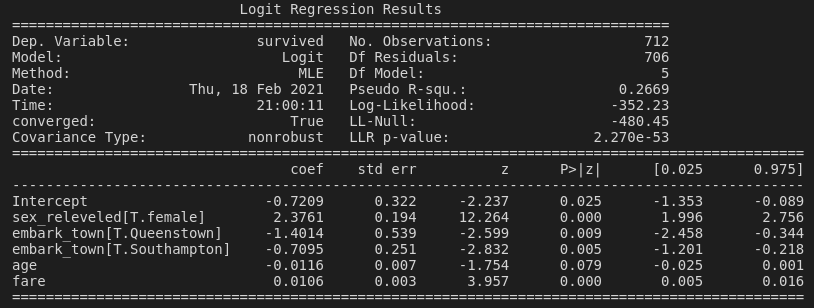 Logit Regression Results
==============================================================================
Dep. Variable: survived No. Observations: 712
Model: Logit Df Residuals: 706
Method: MLE Df Model: 5
Date: Thu, 18 Feb 2021 Pseudo R-squ.: 0.2669
Time: 21:00:11 Log-Likelihood: -352.23
converged: True LL-Null: -480.45
Covariance Type: nonrobust LLR p-value: 2.270e-53
==============================================================================================
coef std err z P>|z| [0.025 0.975]
----------------------------------------------------------------------------------------------
Intercept -0.7209 0.322 -2.237 0.025 -1.353 -0.089
sex_releveled[T.female] 2.3761 0.194 12.264 0.000 1.996 2.756
embark_town[T.Queenstown] -1.4014 0.539 -2.599 0.009 -2.458 -0.344
embark_town[T.Southampton] -0.7095 0.251 -2.832 0.005 -1.201 -0.218
age -0.0116 0.007 -1.754 0.079 -0.025 0.001
fare 0.0106 0.003 3.957 0.000 0.005 0.016
==============================================================================================